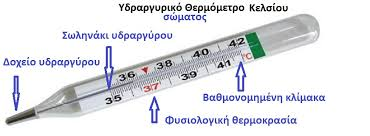 Υδραργυρικό Θερμόμετρο Κελσίου
σώματος
Σωληνάκι υδραργύρου
Δοχείο υδραργύρου
36 38 40 42
°C
35 37 39 41
Βαθμονομημένη κλίμακα
Φυσιολογική θερμοκρασία